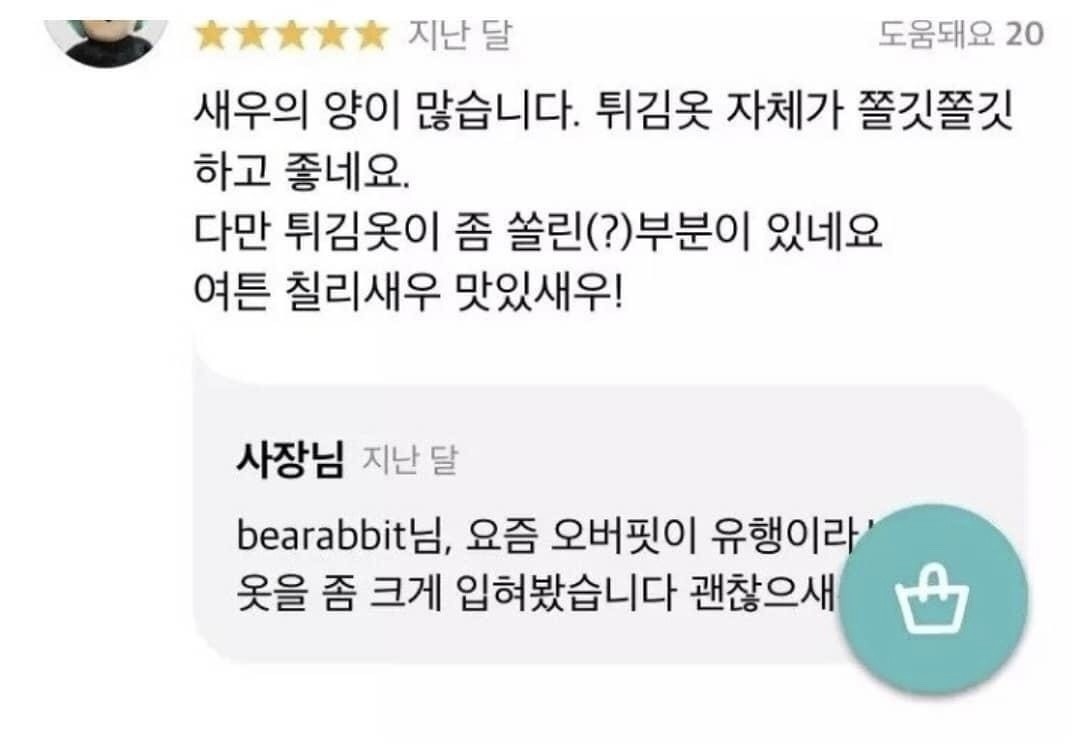 지난 달 도움돼요 20
새우의 양이 많습니다. 튀김옷 자체가 쫄깃쫄깃
하고 좋네요.
다만 튀김옷이 좀 쏠린(?)부분이 있네요
여튼 칠리새우 맛있새우!
사장님 지난 달
bearabbit님, 요즘 오버핏이 유행이라
옷을 좀 크게 입혀봤습니다 괜찮으새